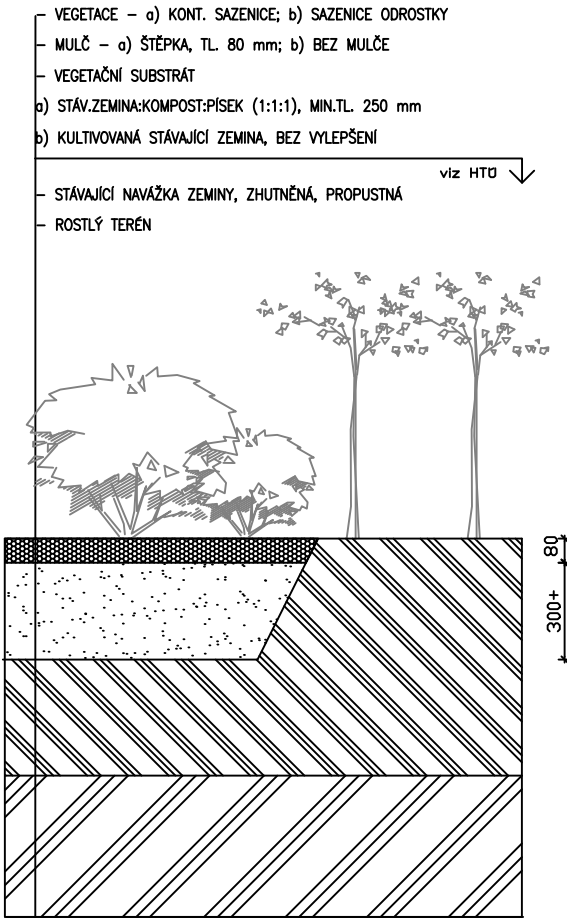 – VEGETACE – a) KONT. SAZENICE; b) SAZENICE ODROSTKY
– MULČ – a) ŠTĚPKA, TL. 80 mm; b) BEZ MULČE
– VEGETAČNÍ SUBSTRÁT
a) STÁV.ZEMINA:KOMPOST:PÍSEK (1:1:1), MIN.TL. 250 mm
b) KULTIVOVANÁ STÁVAJÍCÍ ZEMINA, BEZ VYLEPŠENÍ
viz HTÚ
– STÁVAJÍCÍ NAVÁŽKA ZEMINY, ZHUTNĚNÁ, PROPUSTNÁ
– ROSTLÝ TERÉN
80
300+